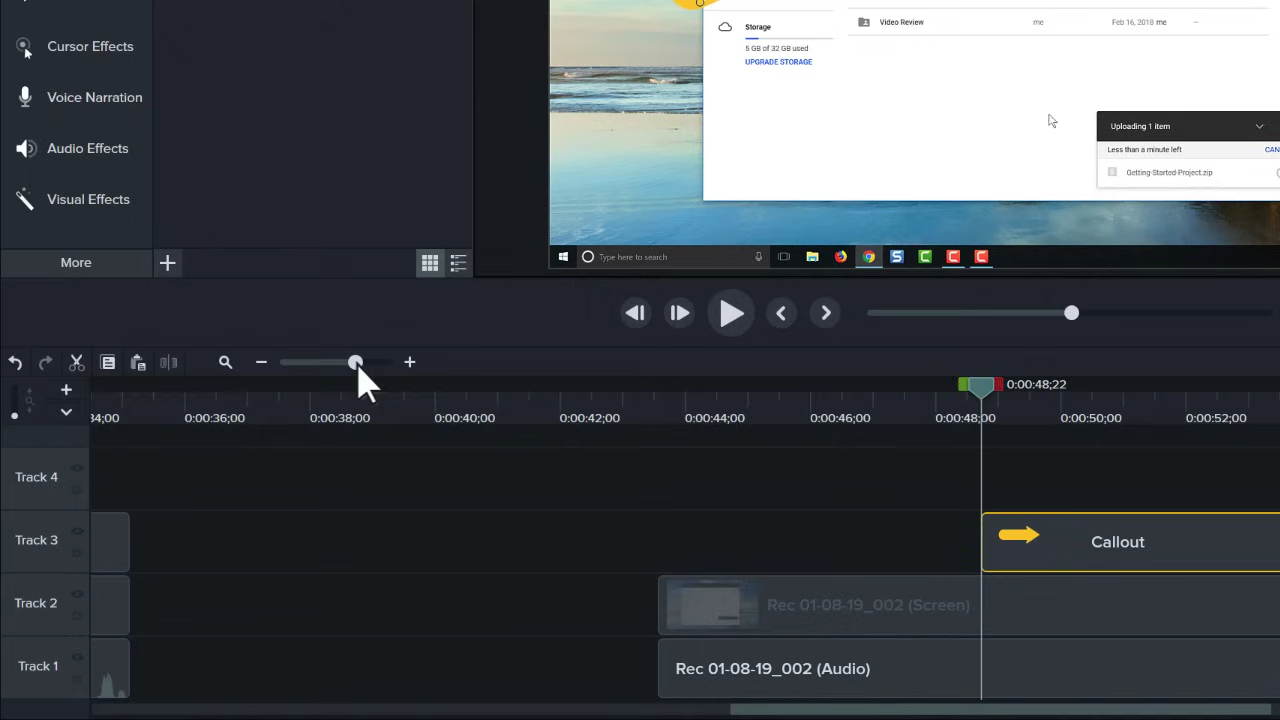 Cursor Effects
Voice Narration
Audio Effects
Visual Effects
More
Storage
5 GB of 32 GB used
UPGRADE STORAGE
Video Review me Feb 16, 2018 me –
Uploading 1 item
Less than a minute left CAN
Getting-Started-Project.zip
Type here to search
0:00:48;22
34;00 0:00:36;00 0:00:38;00 0:00:40;00 0:00:42;00 0:00:44;00 0:00:46;00 0:00:48;00 0:00:50;00 0:00:52;00
Track 4
Track 3
Callout
Track 2
Rec 01-08-19_002 (Screen)
Track 1
Rec 01-08-19_002 (Audio)